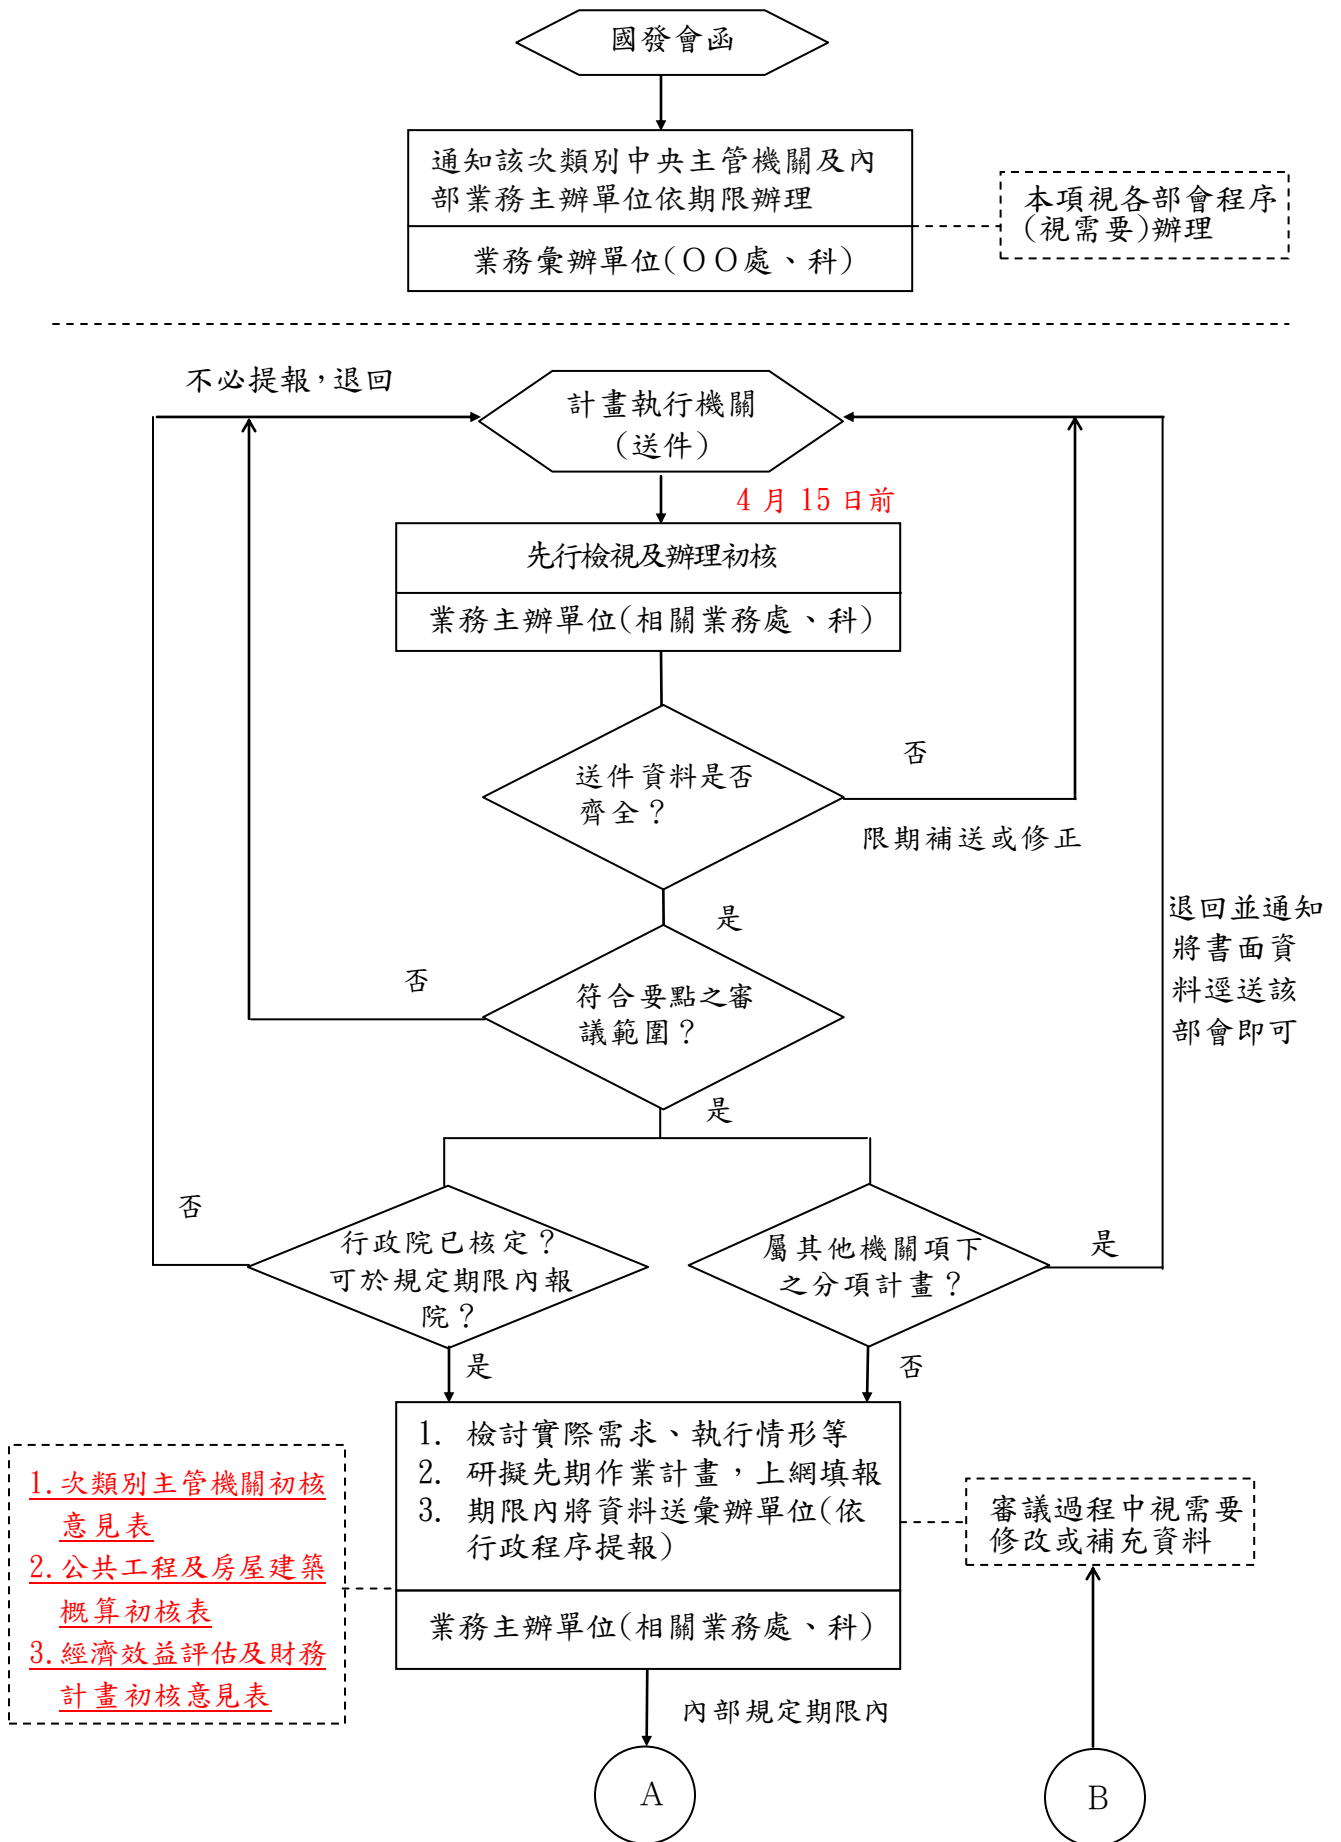 國發會函
通知該次類別中央主管機關及內
部業務主辦單位依期限辦理
業務彙辦單位(ＯＯ處、科)
本項視各部會程序
(視需要)辦理
不必提報，退回
計畫執行機關
(送件)
4 月 15 日前
先行檢視及辦理初核
業務主辦單位(相關業務處、科)
送件資料是否
齊全？
否
限期補送或修正
是
符合要點之審
議範圍？
否
是
退回並通知
將書面資
料逕送該
部會即可
否
行政院已核定？
可於規定期限內報
院？
屬其他機關項下
之分項計畫？
是
是
否
1. 檢討實際需求、執行情形等
2. 研擬先期作業計畫，上網填報
3. 期限內將資料送彙辦單位(依
行政程序提報)
業務主辦單位(相關業務處、科)
1.次類別主管機關初核
意見表
2.公共工程及房屋建築
概算初核表
3.經濟效益評估及財務
計畫初核意見表
審議過程中視需要
修改或補充資料
內部規定期限內
A
B